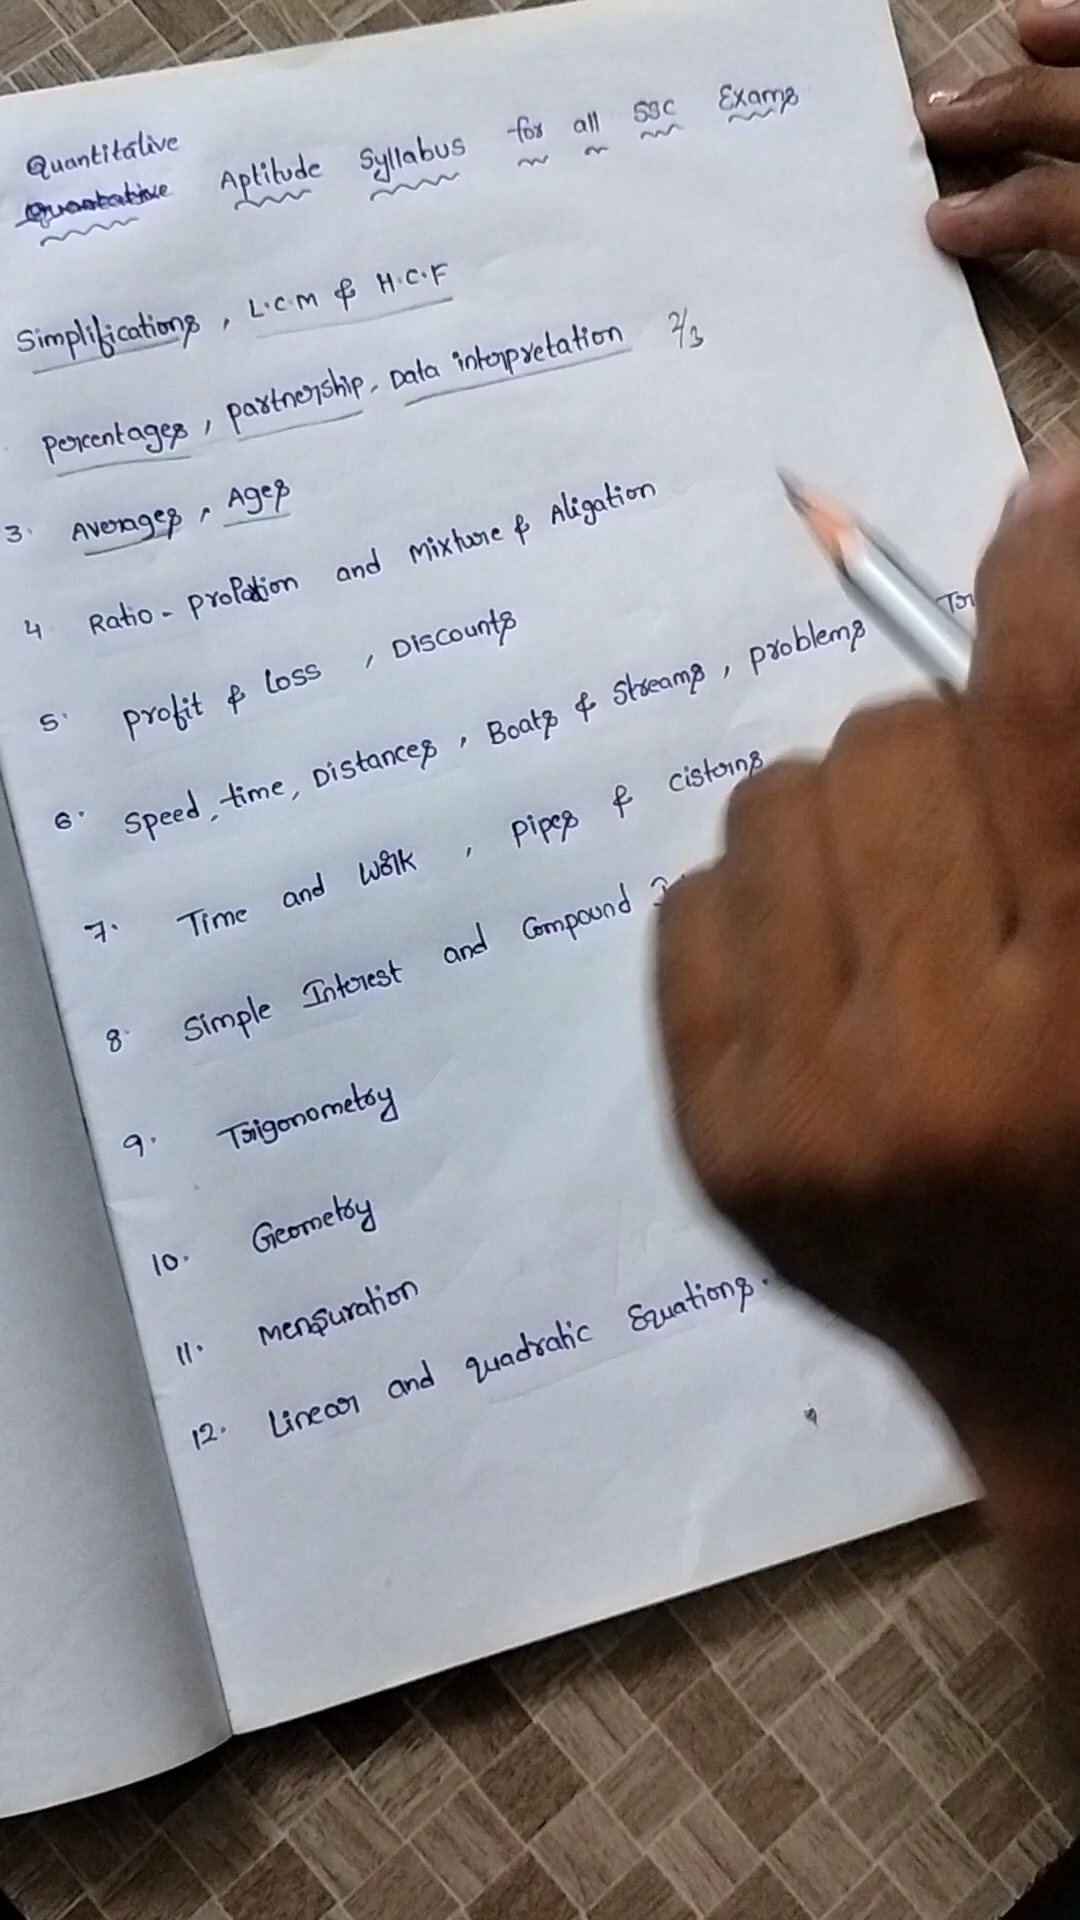 Quantitative
Quantative Aptitude Syllabus for all SSC Exams
Simplifications, L.C.M & H.C.F
Percentages, partnership, Data interpretation 2/3
3. Averages, Ages
4 Ratio - propotion and mixture & Aligation
5. Profit & Loss, Discounts
6. Speed, time, Distances, Boats & Streams, problems
7. Time and Work, Pipes & cisterns
8. Simple Interest and Compound
9. Trigonometry
10. Geometry
11. Mensuration
12. Linear and quadratic Equations.